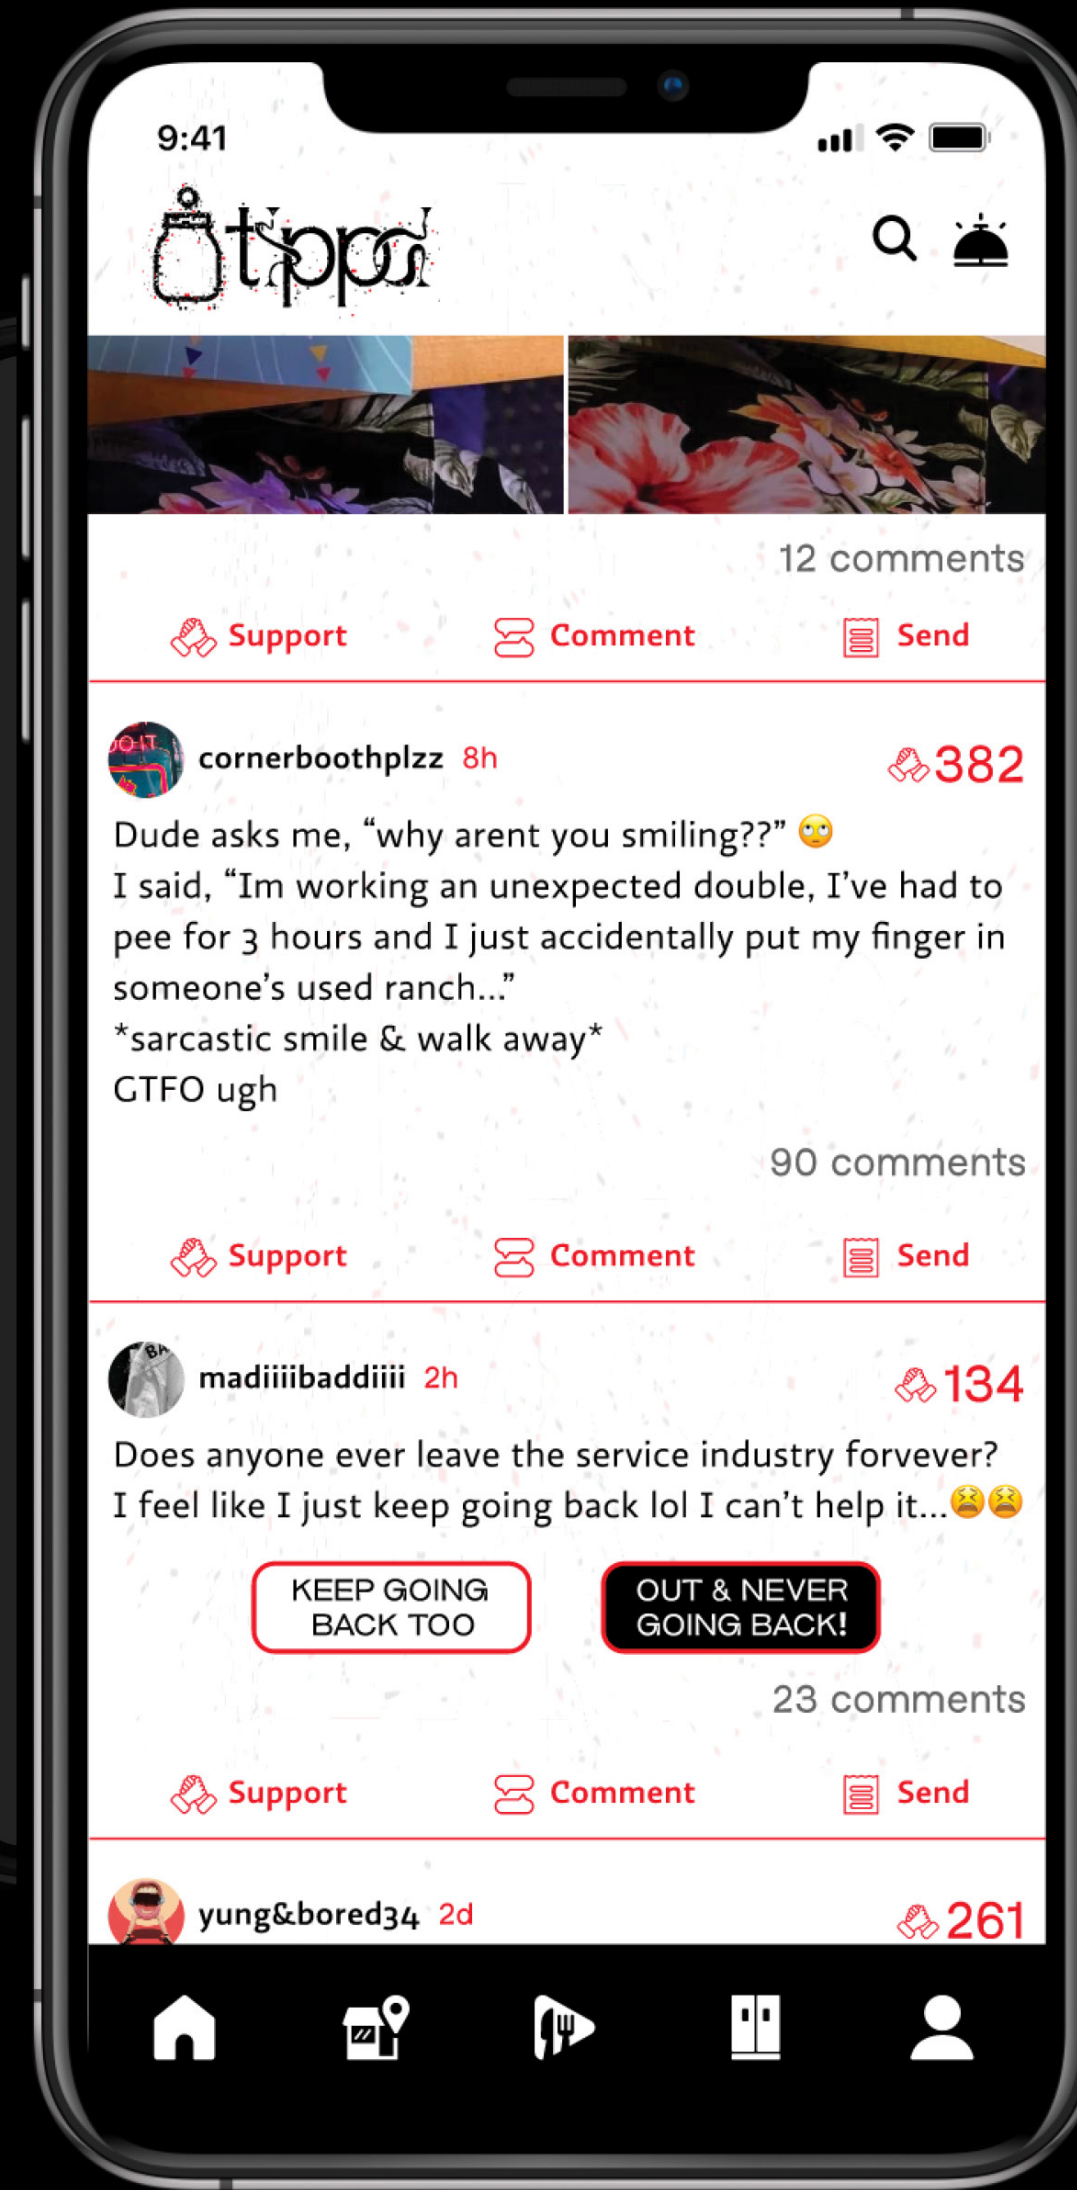 9:41
12 comments
Support Comment Send
cornerboothplzz 8h 382
Dude asks me, “why arent you smiling??” 🙄
I said, “Im working an unexpected double, I’ve had to
pee for 3 hours and I just accidentally put my finger in
someone’s used ranch...”
*sarcastic smile & walk away*
GTFO ugh
90 comments
Support Comment Send
madiiiibaddiiii 2h 134
Does anyone ever leave the service industry forvever?
I feel like I just keep going back lol I can’t help it...😫😫
KEEP GOING
BACK TOO
OUT & NEVER
GOING BACK!
23 comments
Support Comment Send
yung&bored34 2d 261